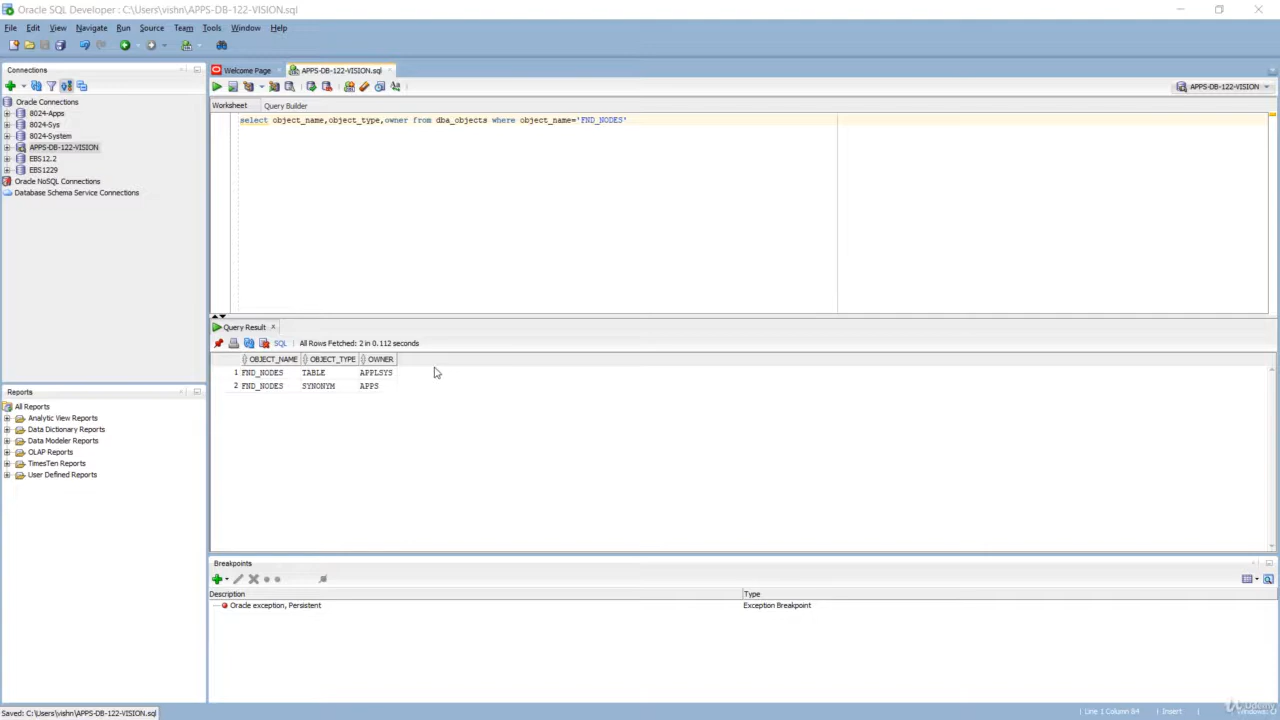 Oracle SQL Developer : C:\Users\vishn\APPS-DB-122-VISION.sql
File Edit View Navigate Run Source Team Tools Window Help
Connections
Oracle Connections
8024-Apps
8024-Sys
8024-System
APPS-DB-122-VISION
EBS12.2
EBS1229
Oracle NoSQL Connections
Database Schema Service Connections
Reports
All Reports
Analytic View Reports
Data Dictionary Reports
Data Modeler Reports
OLAP Reports
TimesTen Reports
User Defined Reports
Welcome Page APPS-DB-122-VISION.sql
APPS-DB-122-VISION
Worksheet Query Builder
select object_name,object_type,owner from dba_objects where object_name='FND_NODES'
Query Result
SQL All Rows Fetched: 2 in 0.112 seconds
OBJECT_NAME OBJECT_TYPE OWNER
1 FND_NODES TABLE APPLSYS
2 FND_NODES SYNONYM APPS
Breakpoints
Description Type
Oracle exception, Persistent Exception Breakpoint
Saved: C:\Users\vishn\APPS-DB-122-VISION.sql
Line 1 Column 84 Insert
Udemy